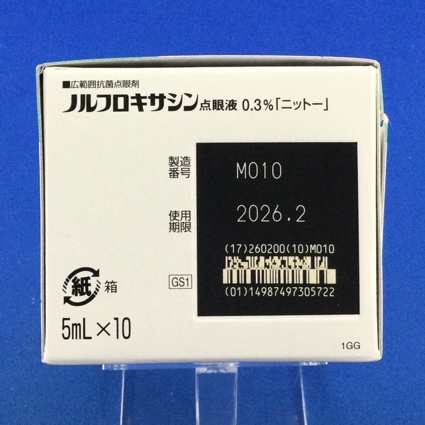 ■広範囲抗菌点眼剤
ノルフロキサシン点眼液 0.3%「ニットー」
製造番号 M010
使用期限 2026.2
(17)260200(10)M010
(01)14987497305722
GS1
紙 箱
5mL×10
1GG